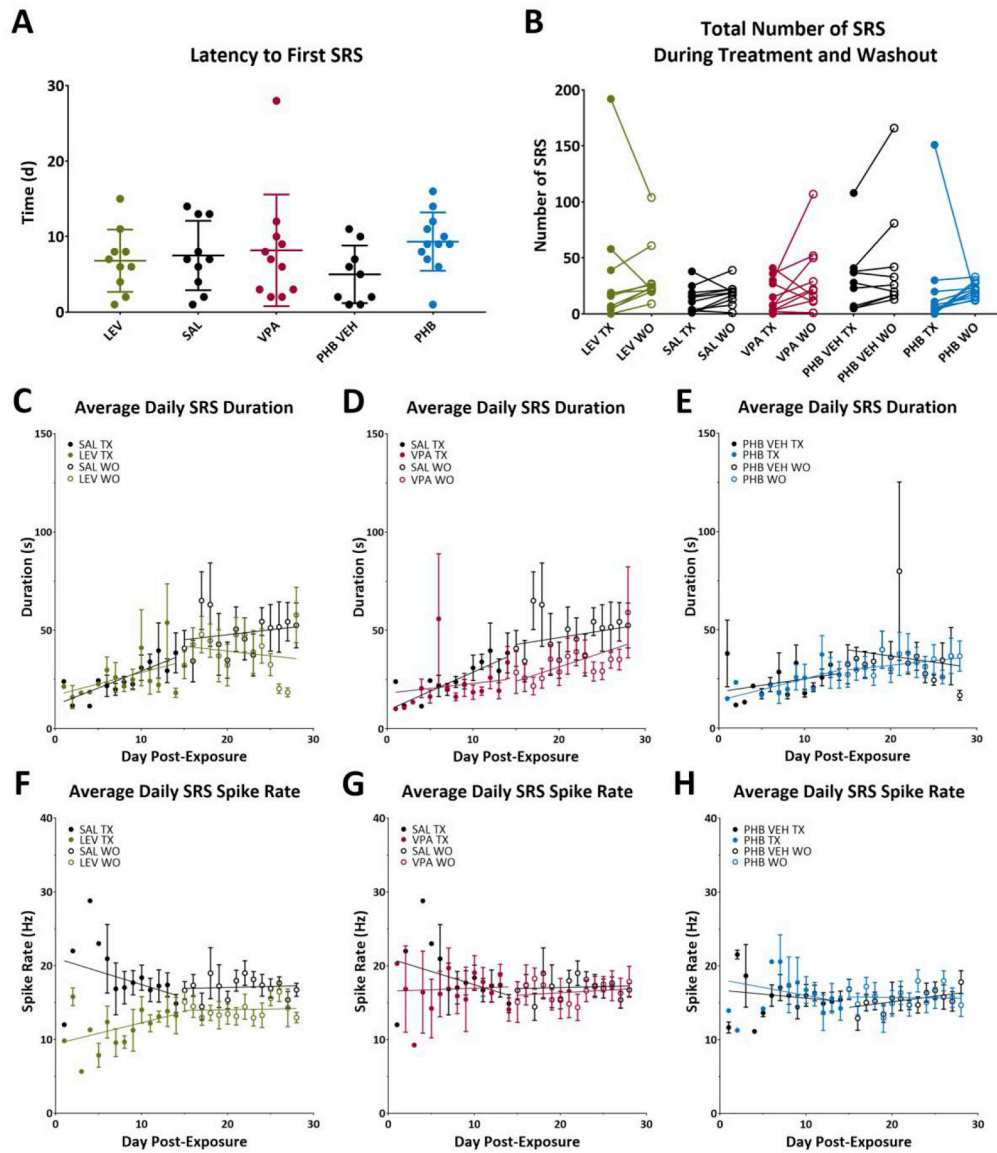 A
Latency to First SRS
Time (d)
30
20
10
0
LEV
SAL
VPA
PHB VEH
PHB
B
Total Number of SRS
During Treatment and Washout
Number of SRS
200
150
100
50
0
LEV TX
LEV WO
SAL TX
SAL WO
VPA TX
VPA WO
PHB VEH TX
PHB VEH WO
PHB TX
PHB WO
C
Average Daily SRS Duration
SAL TX
LEV TX
SAL WO
LEV WO
Duration (s)
150
100
50
0
0 10 20 30
Day Post-Exposure
D
Average Daily SRS Duration
SAL TX
VPA TX
SAL WO
VPA WO
Duration (s)
150
100
50
0
0 10 20 30
Day Post-Exposure
E
Average Daily SRS Duration
PHB VEH TX
PHB TX
PHB VEH WO
PHB WO
Duration (s)
150
100
50
0
0 10 20 30
Day Post-Exposure
F
Average Daily SRS Spike Rate
SAL TX
LEV TX
SAL WO
LEV WO
Spike Rate (Hz)
40
30
20
10
0
0 10 20 30
Day Post-Exposure
G
Average Daily SRS Spike Rate
SAL TX
VPA TX
SAL WO
VPA WO
Spike Rate (Hz)
40
30
20
10
0
0 10 20 30
Day Post-Exposure
H
Average Daily SRS Spike Rate
PHB VEH TX
PHB TX
PHB VEH WO
PHB WO
Spike Rate (Hz)
40
30
20
10
0
0 10 20 30
Day Post-Exposure